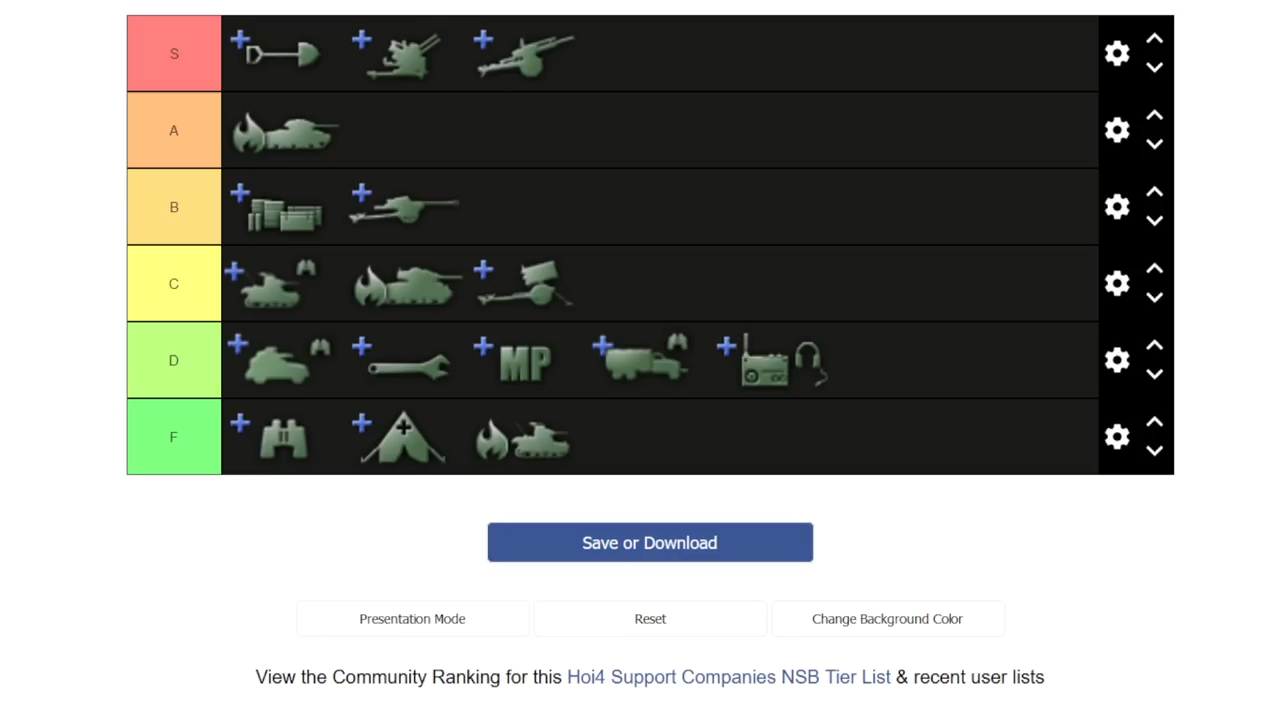 S
A
B
C
D
MP
F
Save or Download
Presentation Mode
Reset
Change Background Color
View the Community Ranking for this Hoi4 Support Companies NSB Tier List & recent user lists